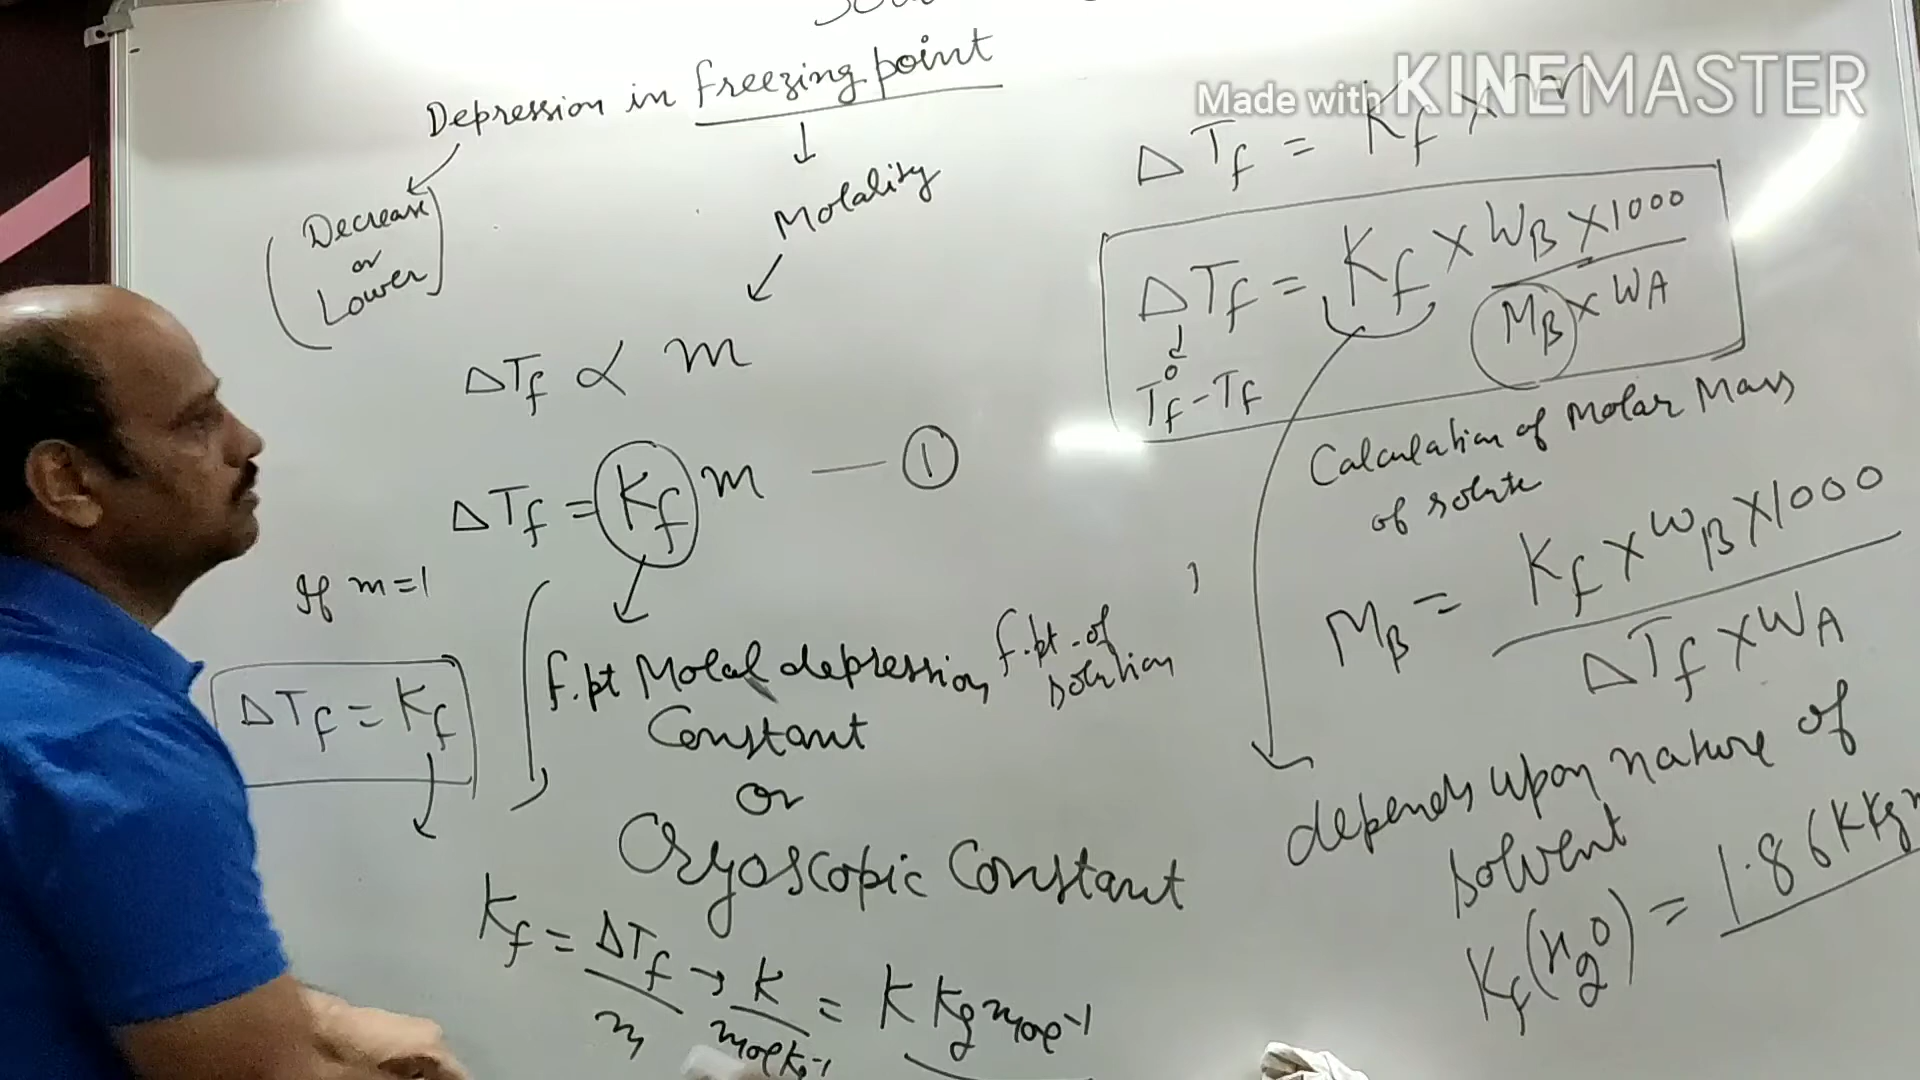 Depression in freezing point
Molality
(Decrease
or
Lower)
ΔTf ∝ m
ΔTf = Kf m — ①
If m=1
ΔTf = Kf
f.pt Molal depression, f.pt. of solution
Constant
or
Cryoscopic Constant
Kf = ΔTf/m → K/mol kg-1 = K Kg mol-1
Made with KINEMASTER
ΔTf = Kf × m
ΔTf = Kf × WB × 1000 / MB × WA
Tf° - Tf
Calculation of Molar Mass
of solute
MB = Kf × WB × 1000 / ΔTf × WA
depends upon nature of
solvent
Kf (H2O) = 1.86 K Kg m